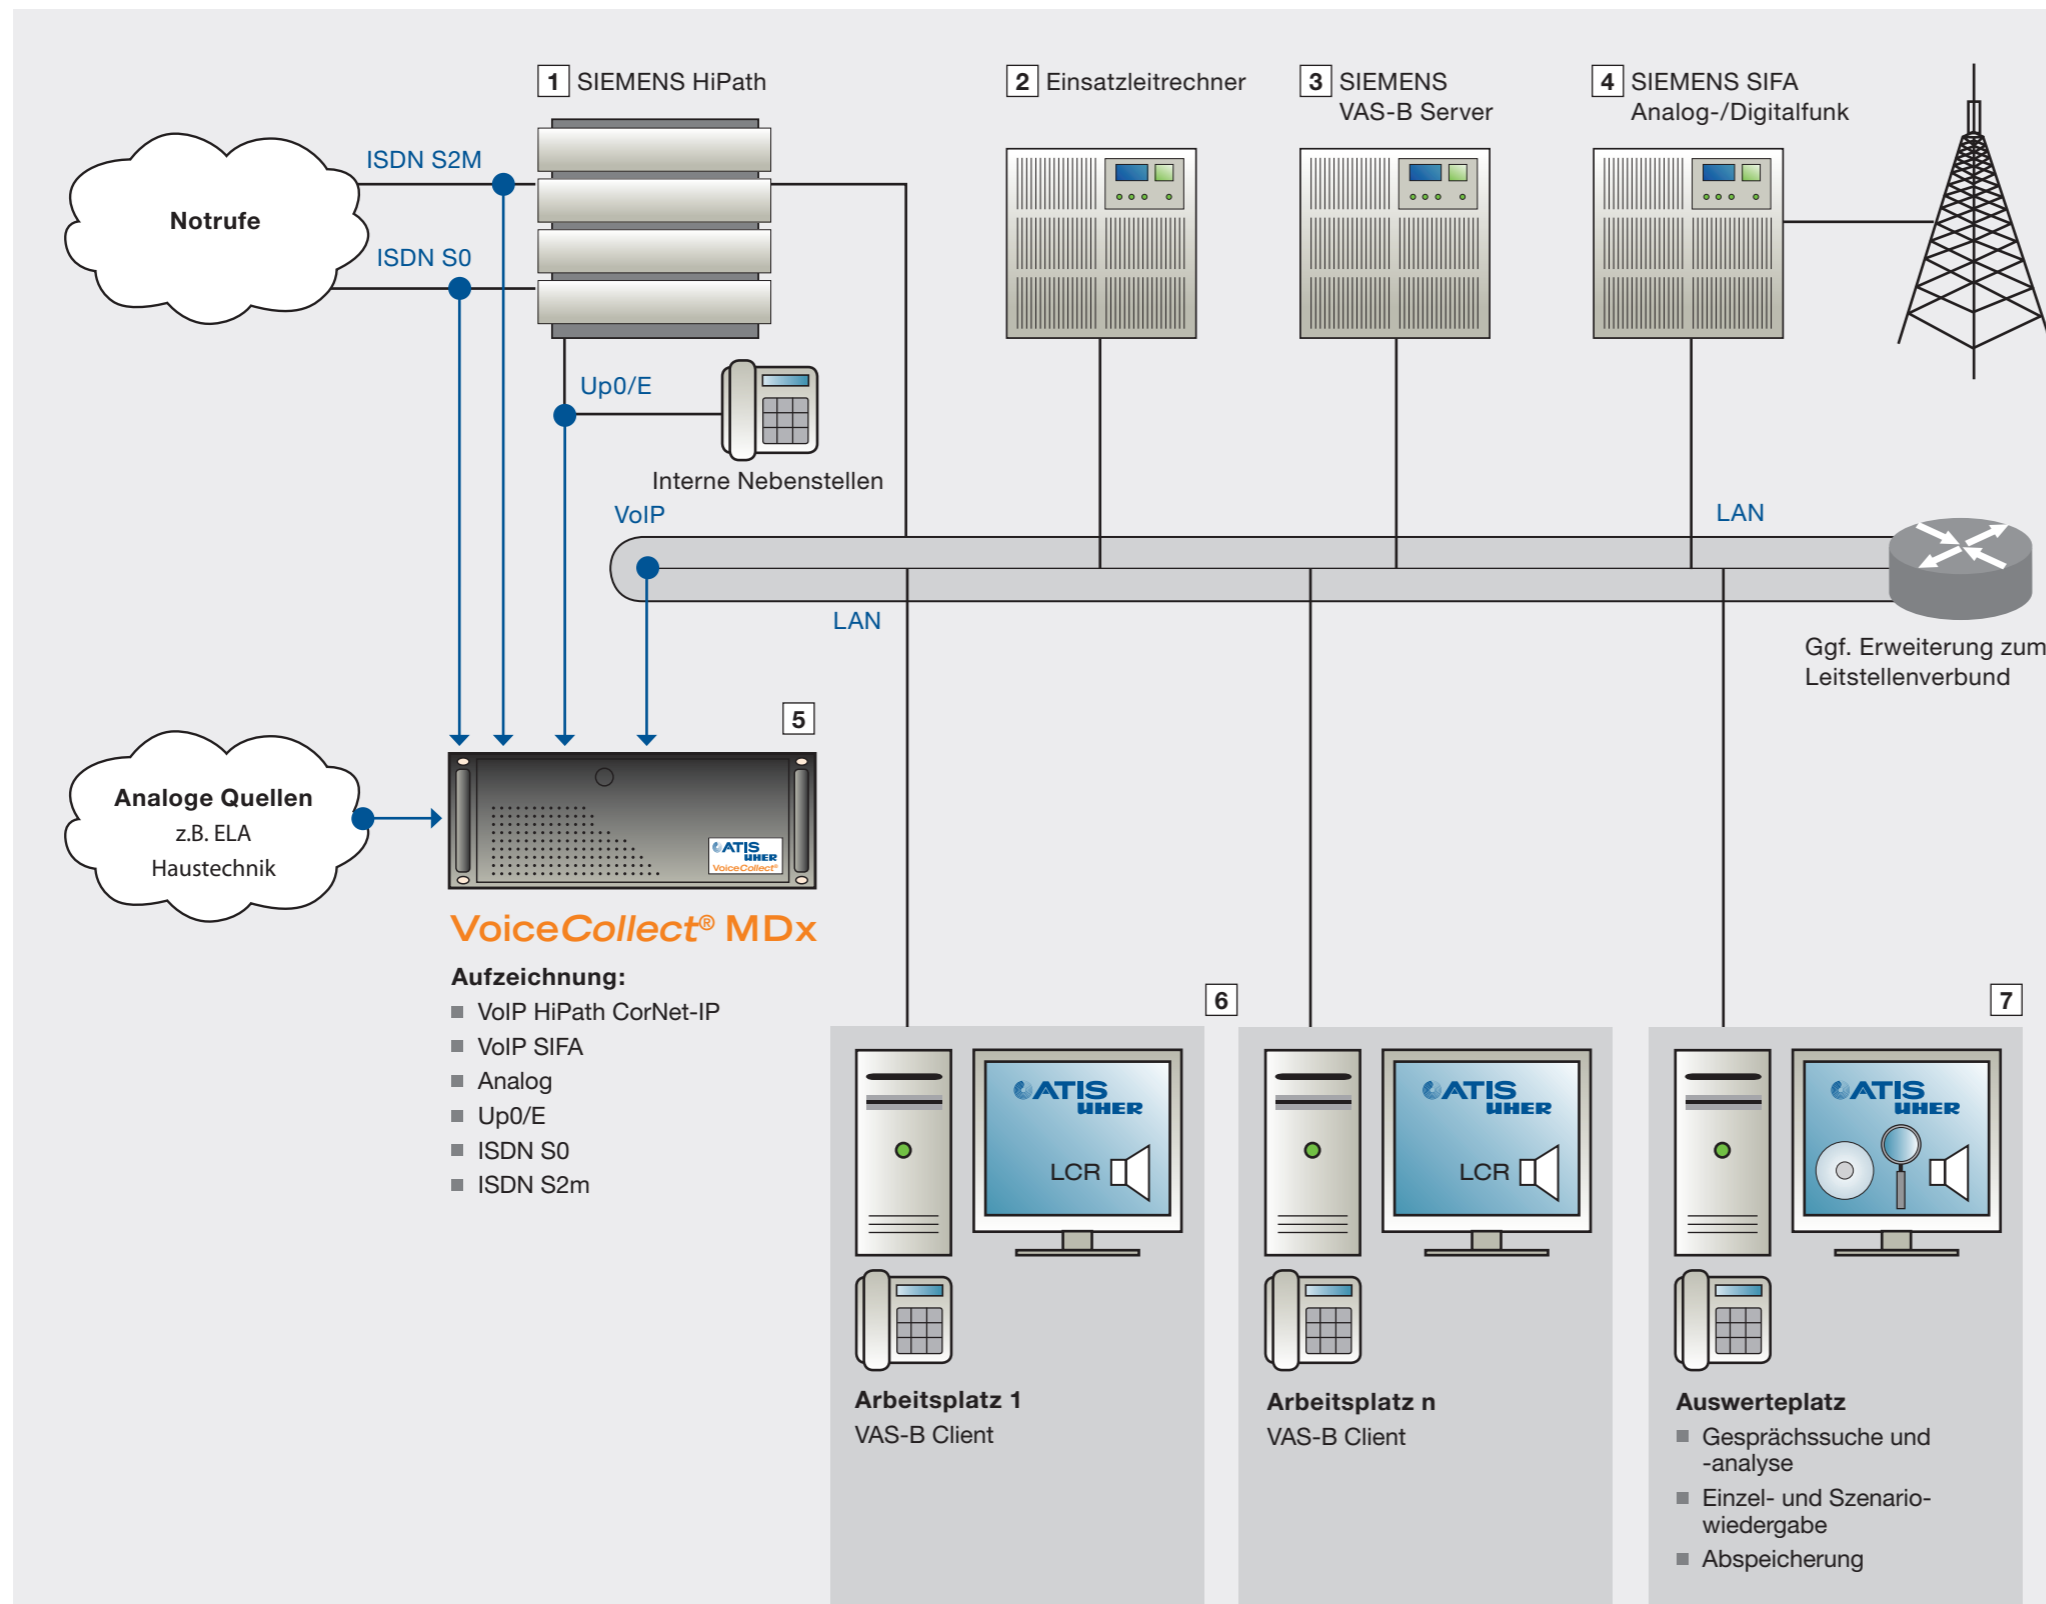 1 SIEMENS HiPath
2 Einsatzleitrechner
3 SIEMENS
VAS-B Server
4 SIEMENS SIFA
Analog-/Digitalfunk
ISDN S2M
Notrufe
ISDN S0
Up0/E
Interne Nebenstellen
VoIP
LAN
LAN
Ggf. Erweiterung zum
Leitstellenverbund
5
Analoge Quellen
z.B. ELA
Haustechnik
ATIS
UHER
VoiceCollect®
VoiceCollect® MDx
Aufzeichnung:
VoIP HiPath CorNet-IP
VoIP SIFA
Analog
Up0/E
ISDN S0
ISDN S2m
6
ATIS
UHER
LCR
Arbeitsplatz 1
VAS-B Client
ATIS
UHER
LCR
Arbeitsplatz n
VAS-B Client
7
ATIS
UHER
Auswerteplatz
Gesprächssuche und
-analyse
Einzel- und Szenario-
wiedergabe
Abspeicherung